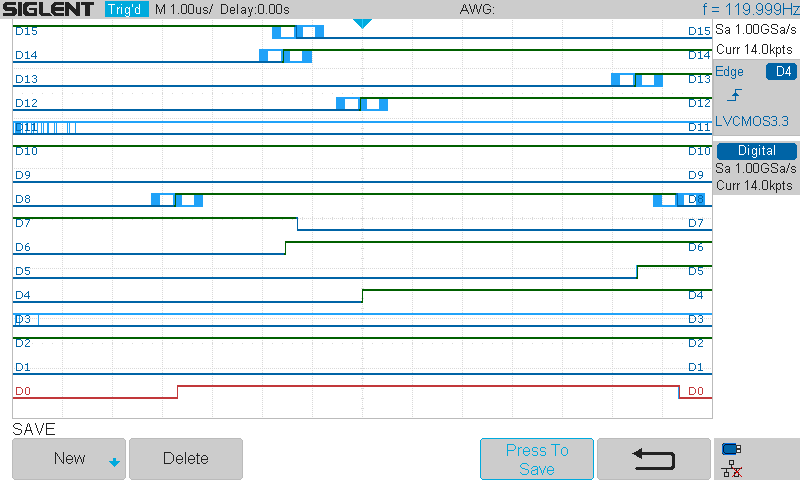 SIGLENT Trig'd M 1.00us/ Delay:0.00s AWG: f = 119.999Hz
Sa 1.00GSa/s
Curr 14.0kpts
Edge D4
LVCMOS3.3
Digital
Sa 1.00GSa/s
Curr 14.0kpts
D15 D15
D14 D14
D13 D13
D12 D12
D11 D11
D10 D10
D9 D9
D8 D8
D7 D7
D6 D6
D5 D5
D4 D4
D3 D3
D2 D2
D1 D1
D0 D0
SAVE
New Delete Press To
Save